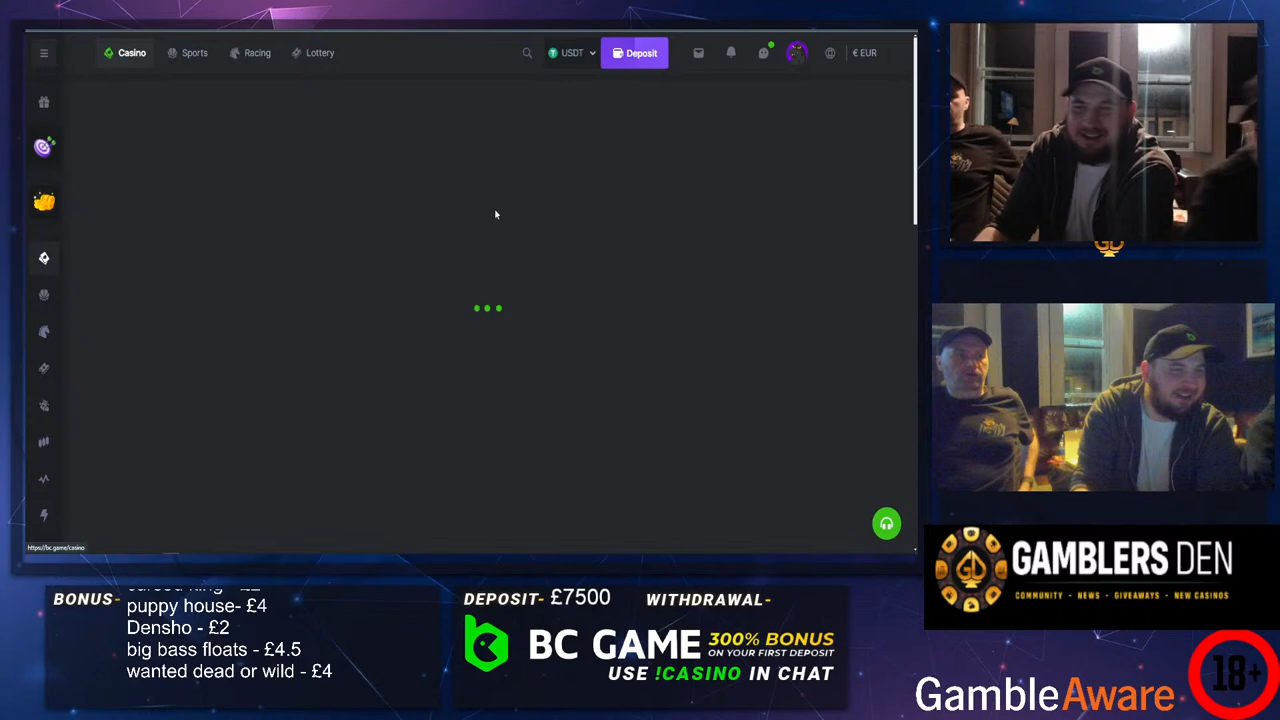 Casino
Sports
Racing
Lottery
USDT
Deposit
€ EUR
https://bc.game/casino
BONUS-
puppy house- £4
Densho - £2
big bass floats - £4.5
wanted dead or wild - £4
DEPOSIT- £7500
WITHDRAWAL-
BC GAME
300% BONUS
ON YOUR FIRST DEPOSIT
USE !CASINO IN CHAT
GD
GD
GAMBLERS DEN
COMMUNITY - NEWS - GIVEAWAYS - NEW CASINOS
GambleAware
18+